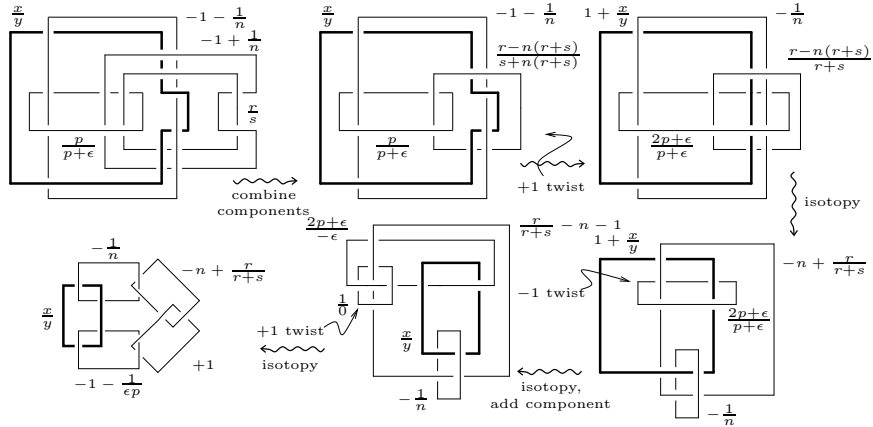 x/y
-1 - 1/n
-1 + 1/n
r/s
p/(p+ϵ)
combine
components
x/y
-1 - 1/n
(r-n(r+s))/(s+n(r+s))
p/(p+ϵ)
+1 twist
1 + x/y
-1/n
(r-n(r+s))/(r+s)
(2p+ϵ)/(p+ϵ)
isotopy
-1/n
-n + r/(r+s)
x/y
+1
-1 - 1/(ϵp)
isotopy
(2p+ϵ)/(-ϵ)
r/(r+s) - n - 1
1/0
+1 twist
x/y
-1/n
isotopy,
add component
1 + x/y
-n + r/(r+s)
-1 twist
(2p+ϵ)/(p+ϵ)
-1/n